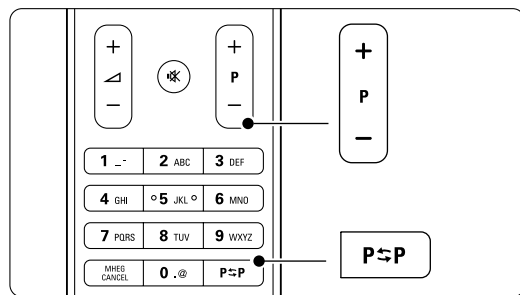 + +
P
− −
+
P
−
1 _- 2 ABC 3 DEF
4 GHI 5 JKL 6 MNO
7 PQRS 8 TUV 9 WXYZ
MHEG
CANCEL 0 .@ P⇆P
P⇆P